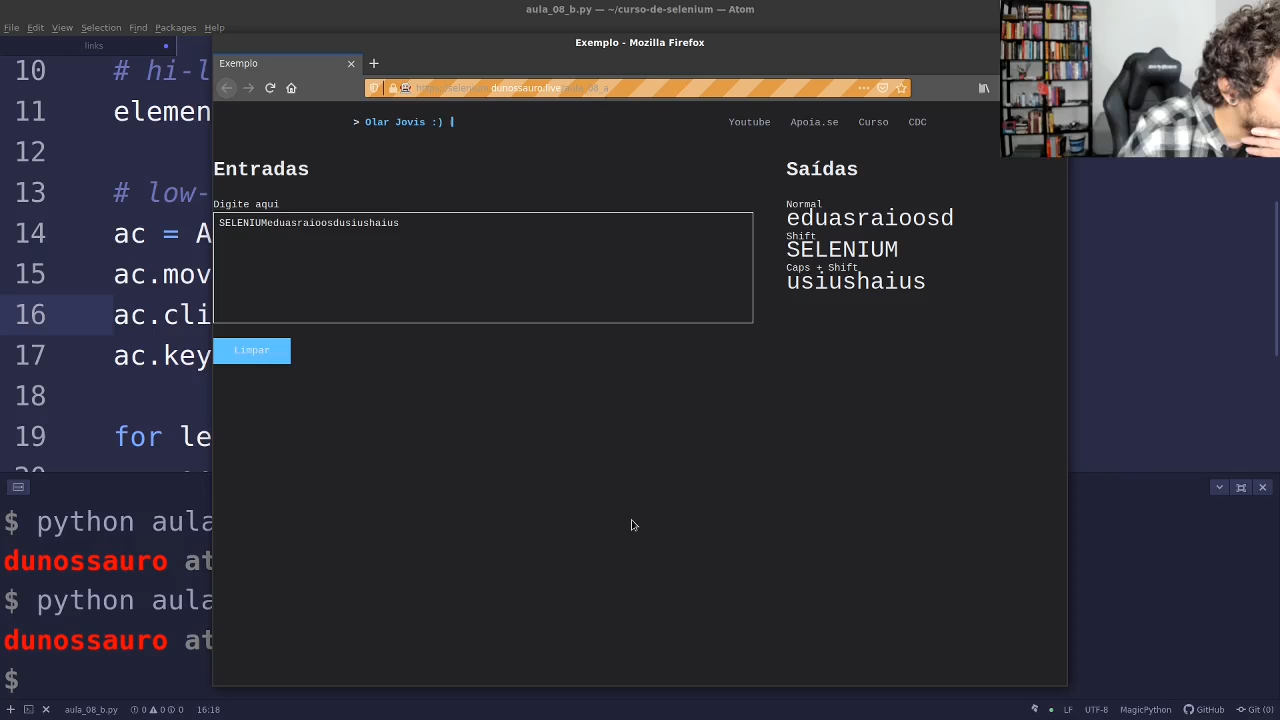 aula_08_b.py — ~/curso-de-selenium — Atom
File Edit View Selection Find Packages Help
links
Exemplo - Mozilla Firefox
Exemplo
dunossauro.live
> Olar Jovis :)
Youtube Apoia.se Curso CDC
Entradas
Digite aqui
SELENIUMeduasraioosdusiushaius
Limpar
Saídas
Normal
eduasraioosd
Shift
SELENIUM
Caps + Shift
usiushaius
10 # hi-l
11 elemen
12
13 # low-
14 ac = A
15 ac.mov
16 ac.cli
17 ac.key
18
19 for le
$ python aula
dunossauro at
$ python aula
dunossauro at
$
aula_08_b.py 0 0 0 16:18 LF UTF-8 MagicPython GitHub Git (0)